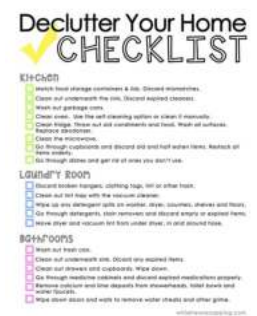 Declutter Your Home
CHECKLIST
Kitchen
Match food storage containers & lids. Discard mismatches.
Clean out underneath the sink. Discard expired cleaners.
Wash out garbage cans.
Clean oven. Use the self cleaning option or clean it manually.
Clean fridge. Throw out old condiments and food. Wash all surfaces.
Replace deodorizer.
Clean the microwave.
Go through cupboards and discard old and half eaten items. Replace all
items orderly.
Go through dishes and get rid of ones you don't use.
Laundry Room
Discard broken hangers, clothing tags, lint or other trash.
Clean out lint trap with the vacuum cleaner.
Wipe up any detergent spills on washer, dryer, counters, shelves and floors.
Go through detergents, stain removers and discard empty or expired items.
Move dryer and vacuum lint from under dryer, in and around hose.
Bathrooms
Wash out trash can.
Clean out underneath sink. Discard any expired items.
Clean out drawers and cupboards. Wipe down.
Go through medicine cabinets and discard expired medications properly.
Remove calcium and lime deposits from showerheads, toilet bowls and
water faucets.
Wipe down doors and walls to remove water marks and other grime.